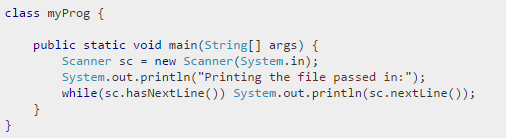 class myProg {
public static void main(String[] args) {
Scanner sc = new Scanner(System.in);
System.out.println("Printing the file passed in:");
while(sc.hasNextLine()) System.out.println(sc.nextLine());
}
}